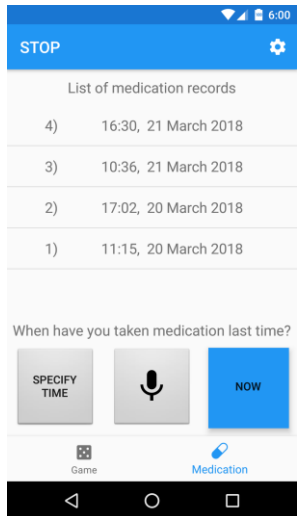 6:00
STOP
List of medication records
4) 16:30, 21 March 2018
3) 10:36, 21 March 2018
2) 17:02, 20 March 2018
1) 11:15, 20 March 2018
When have you taken medication last time?
SPECIFY
TIME
NOW
Game
Medication